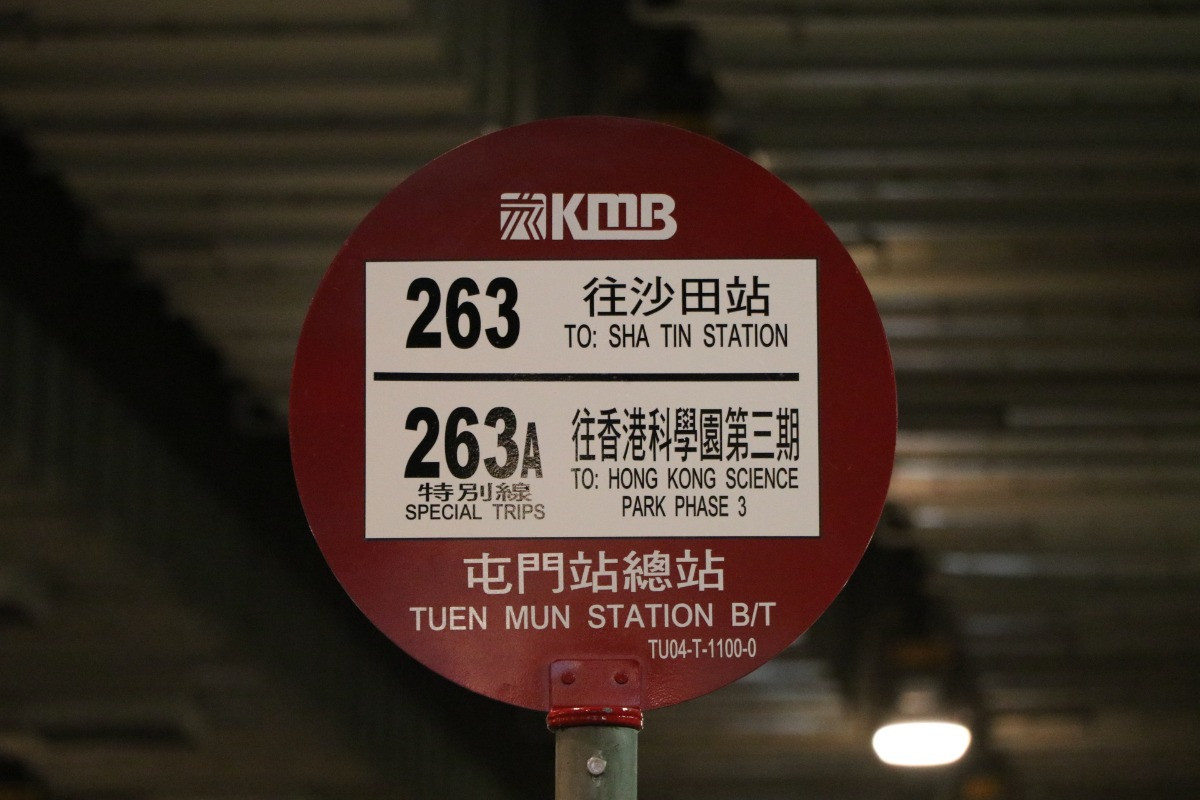 KMB
263
往沙田站
TO: SHA TIN STATION
263A
特別線
SPECIAL TRIPS
往香港科學園第三期
TO: HONG KONG SCIENCE
PARK PHASE 3
屯門站總站
TUEN MUN STATION B/T
TU04-T-1100-0